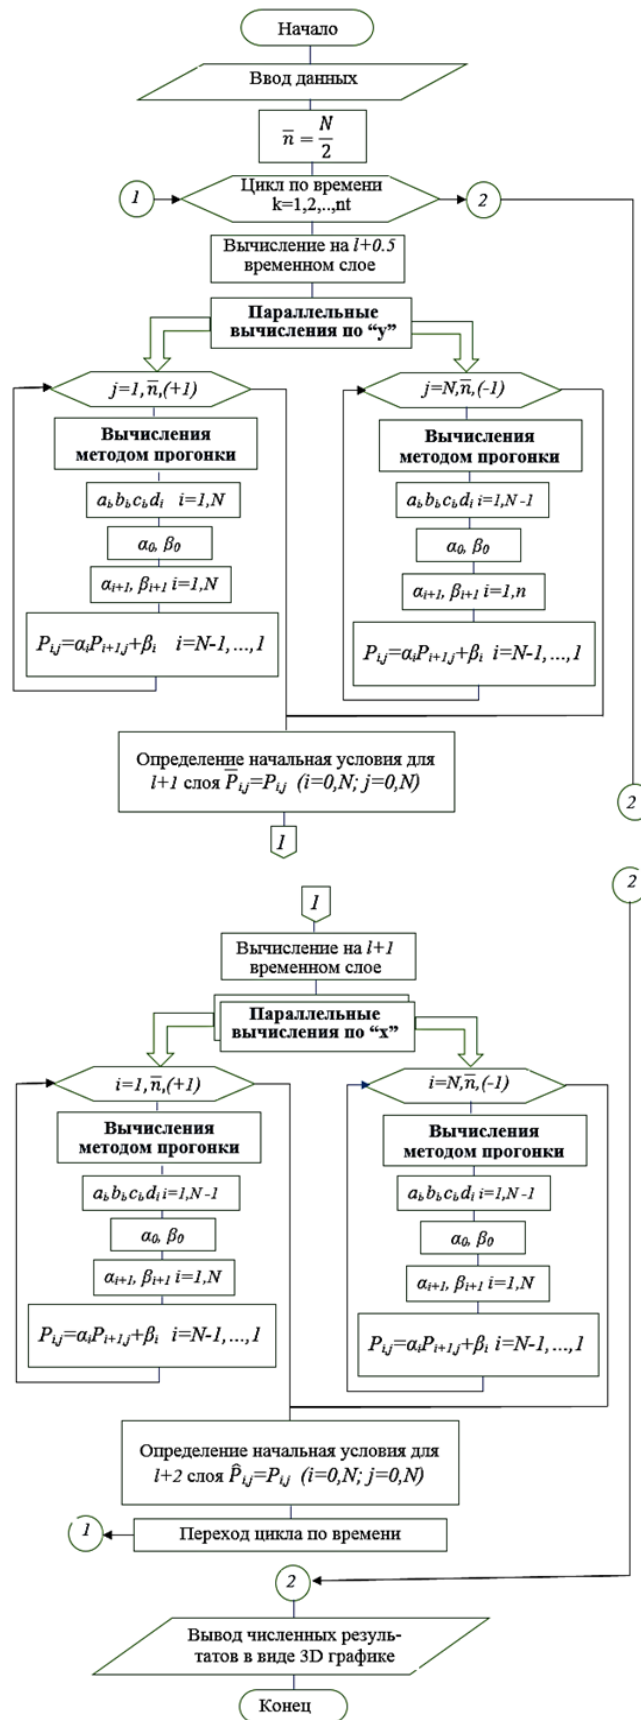 Начало
Ввод данных
n̅ = N/2
1
Цикл по времени
k=1,2,..,nt
2
Вычисление на l+0.5
временном слое
Параллельные
вычисления по “y”
j=1, n̅,(+1)
j=N,n̅,(-1)
Вычисления
методом прогонки
Вычисления
методом прогонки
aᵢ,bᵢ,cᵢ,dᵢ i=1,N
aᵢ,bᵢ,cᵢ,dᵢ i=1,N-1
α₀, β₀
α₀, β₀
αᵢ₊₁, βᵢ₊₁ i=1,N
αᵢ₊₁, βᵢ₊₁ i=1,n
Pᵢ,ⱼ=αᵢPᵢ₊₁,ⱼ+βᵢ i=N-1,...,1
Pᵢ,ⱼ=αᵢPᵢ₊₁,ⱼ+βᵢ i=N-1,...,1
Определение начальная условия для
l+1 слоя P̅ᵢ,ⱼ=Pᵢ,ⱼ (i=0,N; j=0,N)
2
1
2
1
Вычисление на l+1
временном слое
Параллельные
вычисления по “x”
i=1, n̅,(+1)
i=N,n̅,(-1)
Вычисления
методом прогонки
Вычисления
методом прогонки
aᵢ,bᵢ,cᵢ,dᵢ i=1,N-1
aᵢ,bᵢ,cᵢ,dᵢ i=1,N-1
α₀, β₀
α₀, β₀
αᵢ₊₁, βᵢ₊₁ i=1,N
αᵢ₊₁, βᵢ₊₁ i=1,N
Pᵢ,ⱼ=αᵢPᵢ₊₁,ⱼ+βᵢ i=N-1,...,1
Pᵢ,ⱼ=αᵢPᵢ₊₁,ⱼ+βᵢ i=N-1,...,1
Определение начальная условия для
l+2 слоя P̂ᵢ,ⱼ=Pᵢ,ⱼ (i=0,N; j=0,N)
1
Переход цикла по времени
2
Вывод численных резуль-
татов в виде 3D графике
Конец